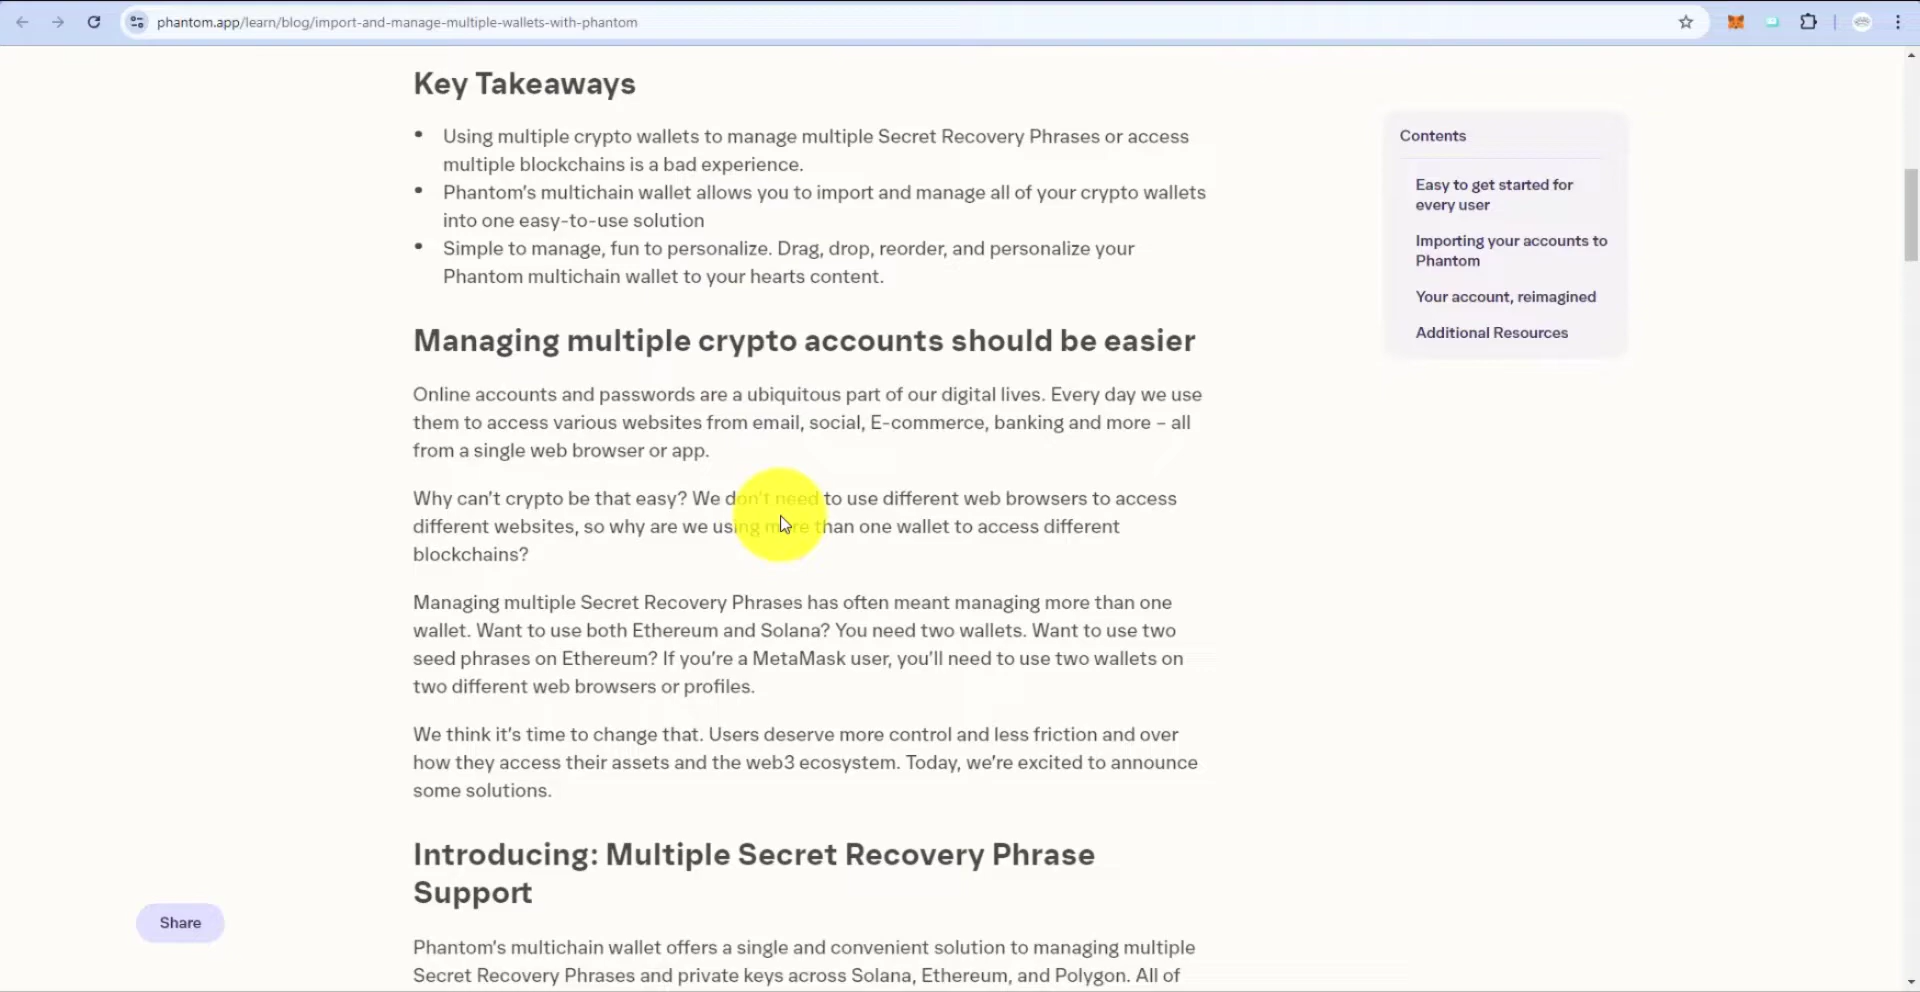 phantom.app/learn/blog/import-and-manage-multiple-wallets-with-phantom
Key Takeaways
Using multiple crypto wallets to manage multiple Secret Recovery Phrases or access
multiple blockchains is a bad experience.
Phantom's multichain wallet allows you to import and manage all of your crypto wallets
into one easy-to-use solution
Simple to manage, fun to personalize. Drag, drop, reorder, and personalize your
Phantom multichain wallet to your hearts content.
Managing multiple crypto accounts should be easier
Online accounts and passwords are a ubiquitous part of our digital lives. Every day we use
them to access various websites from email, social, E-commerce, banking and more – all
from a single web browser or app.
Why can't crypto be that easy? We don't need to use different web browsers to access
different websites, so why are we using more than one wallet to access different
blockchains?
Managing multiple Secret Recovery Phrases has often meant managing more than one
wallet. Want to use both Ethereum and Solana? You need two wallets. Want to use two
seed phrases on Ethereum? If you're a MetaMask user, you'll need to use two wallets on
two different web browsers or profiles.
We think it's time to change that. Users deserve more control and less friction and over
how they access their assets and the web3 ecosystem. Today, we're excited to announce
some solutions.
Introducing: Multiple Secret Recovery Phrase
Support
Phantom's multichain wallet offers a single and convenient solution to managing multiple
Secret Recovery Phrases and private keys across Solana, Ethereum, and Polygon. All of
Contents
Easy to get started for
every user
Importing your accounts to
Phantom
Your account, reimagined
Additional Resources
Share